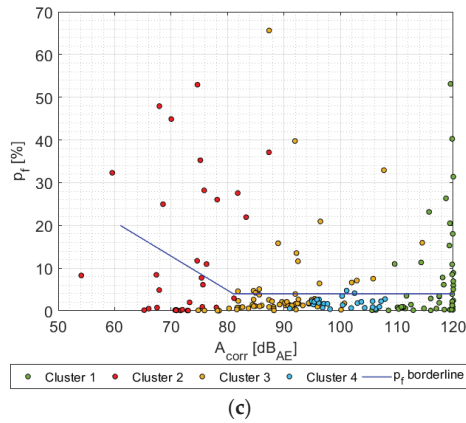 70
60
50
40
30
20
10
0
p_f [%]
50 60 70 80 90 100 110 120
A_corr [dB_AE]
Cluster 1 Cluster 2 Cluster 3 Cluster 4 p_f borderline
(c)